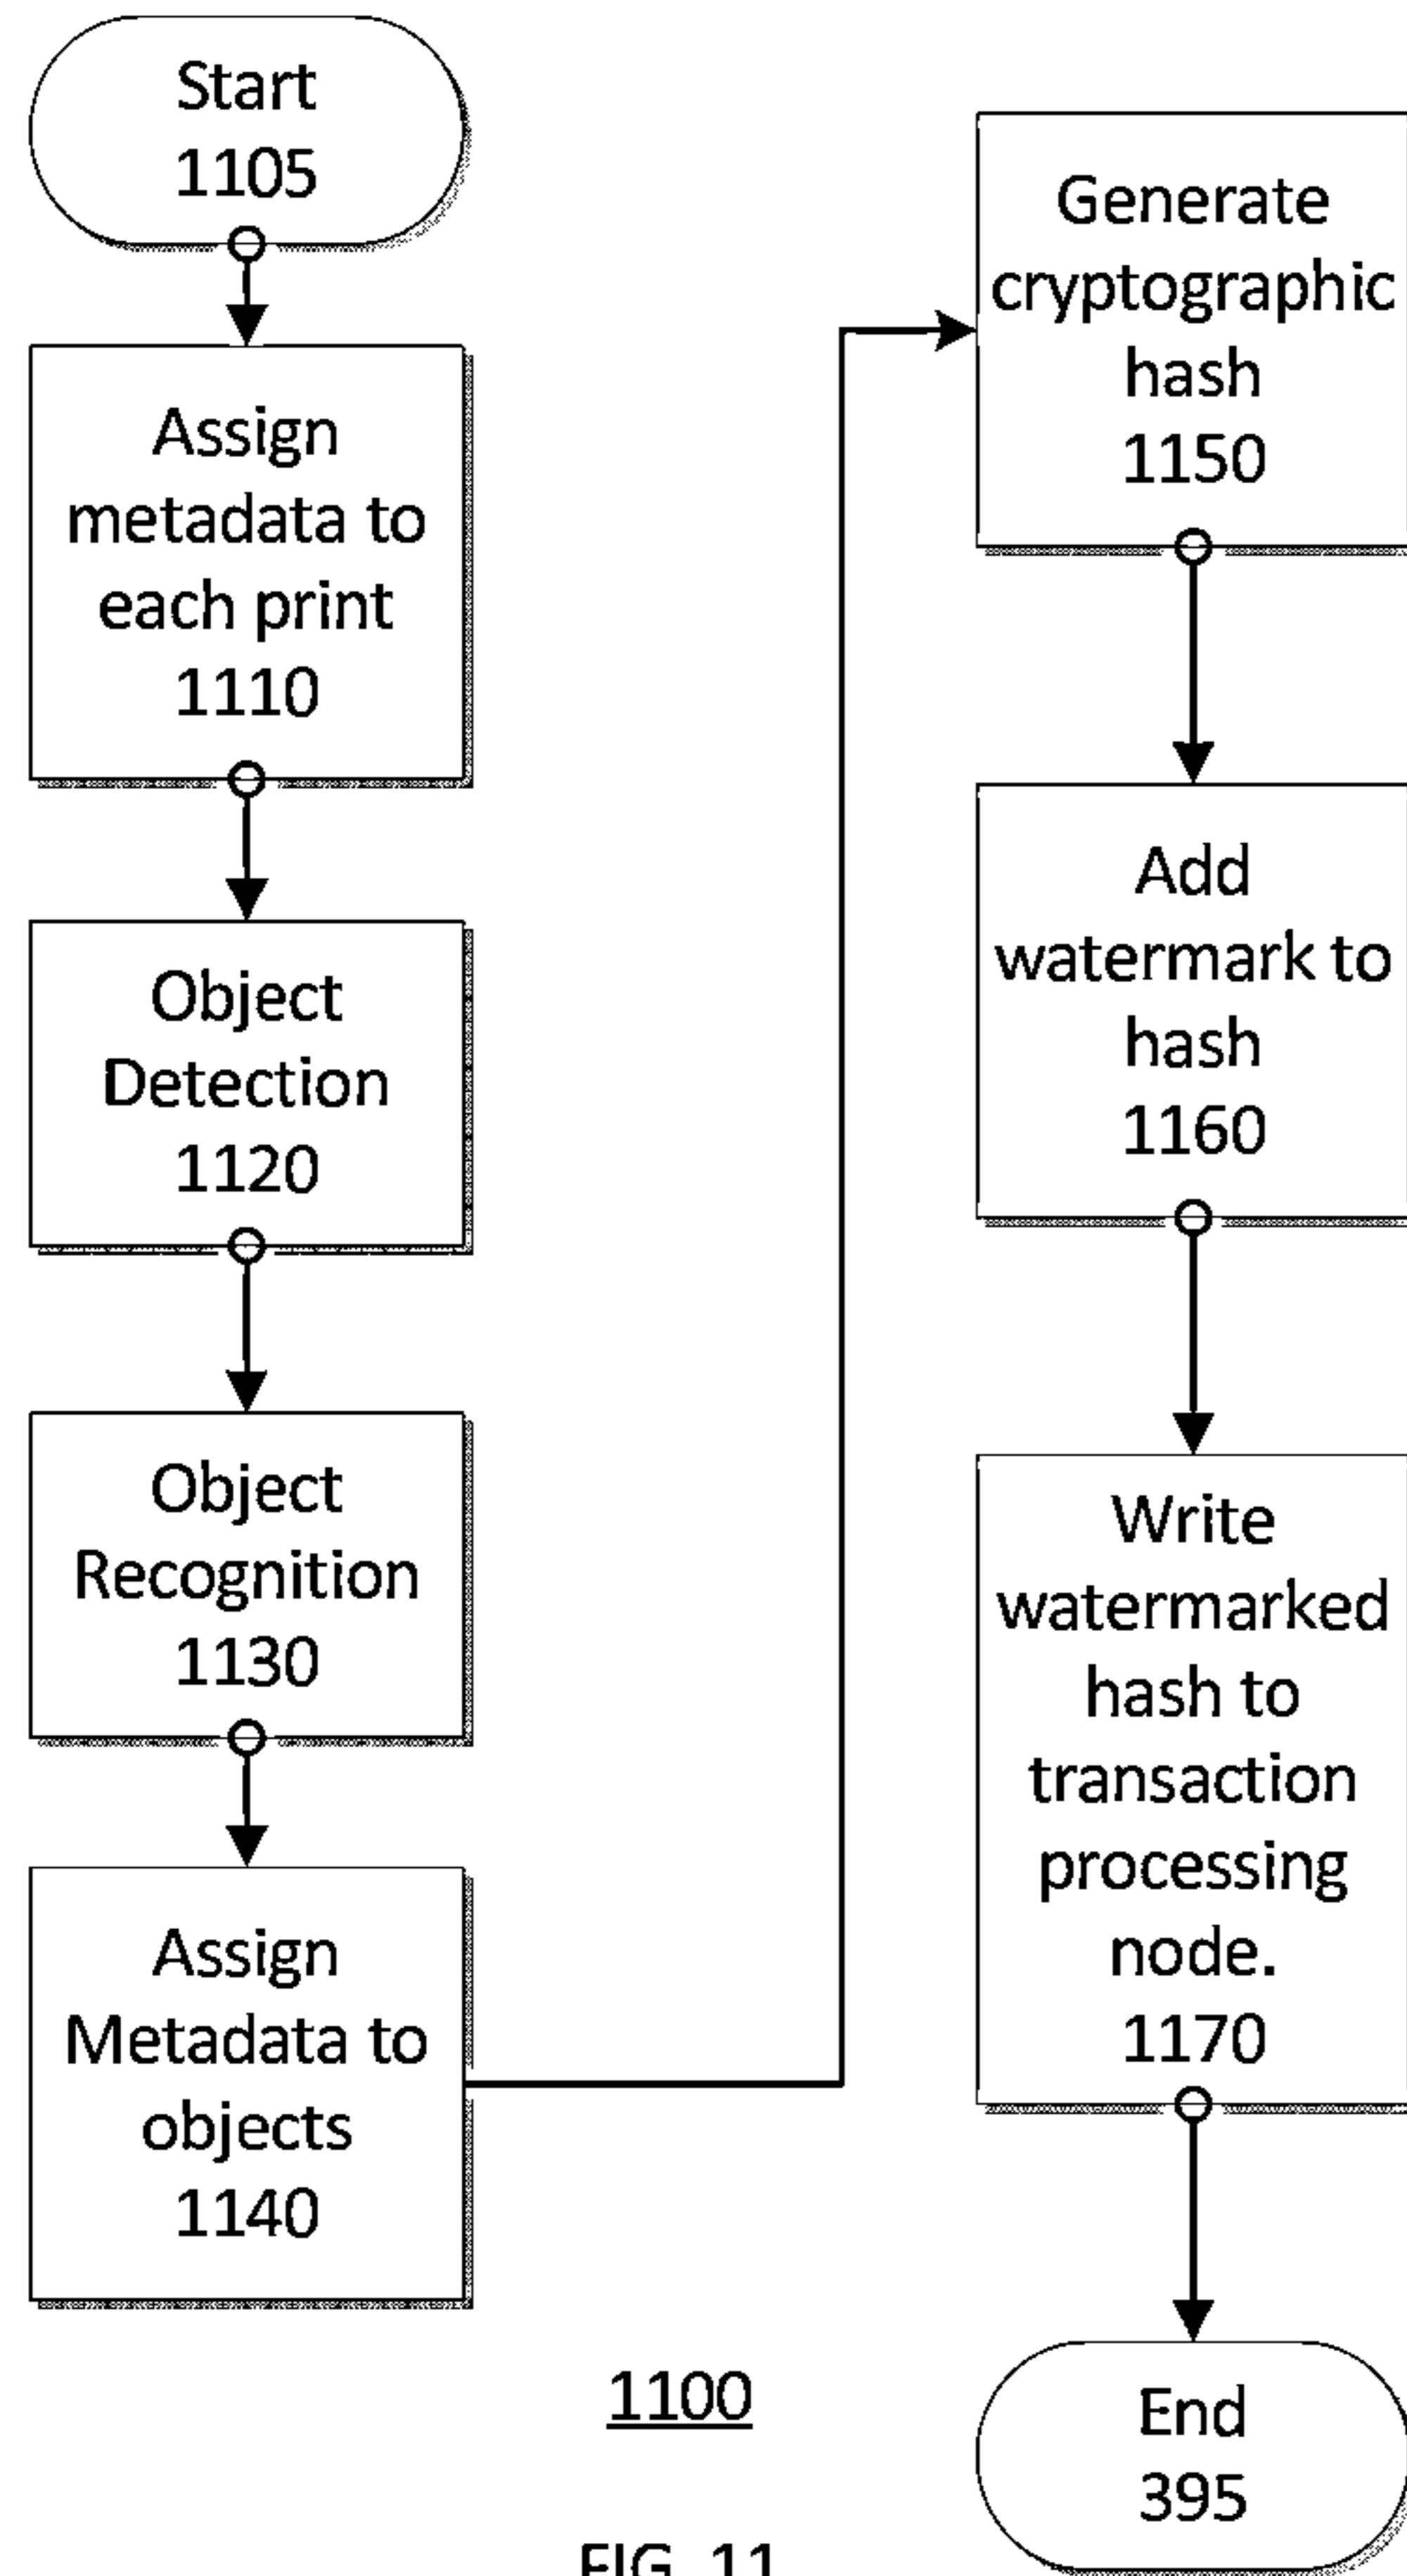 Start
1105
Assign
metadata to
each print
1110
Object
Detection
1120
Object
Recognition
1130
Assign
Metadata to
objects
1140
Generate
cryptographic
hash
1150
Add
watermark to
hash
1160
Write
watermarked
hash to
transaction
processing
node.
1170
End
395
1100
FIG. 11